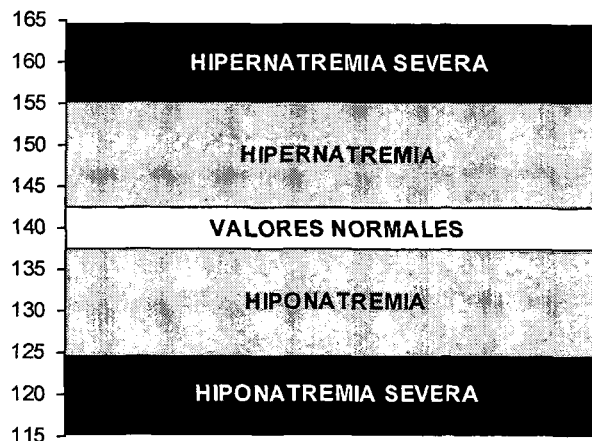 165
160
HIPERNATREMIA SEVERA
155
150
HIPERNATREMIA
145
140
VALORES NORMALES
135
130
HIPONATREMIA
125
120
HIPONATREMIA SEVERA
115